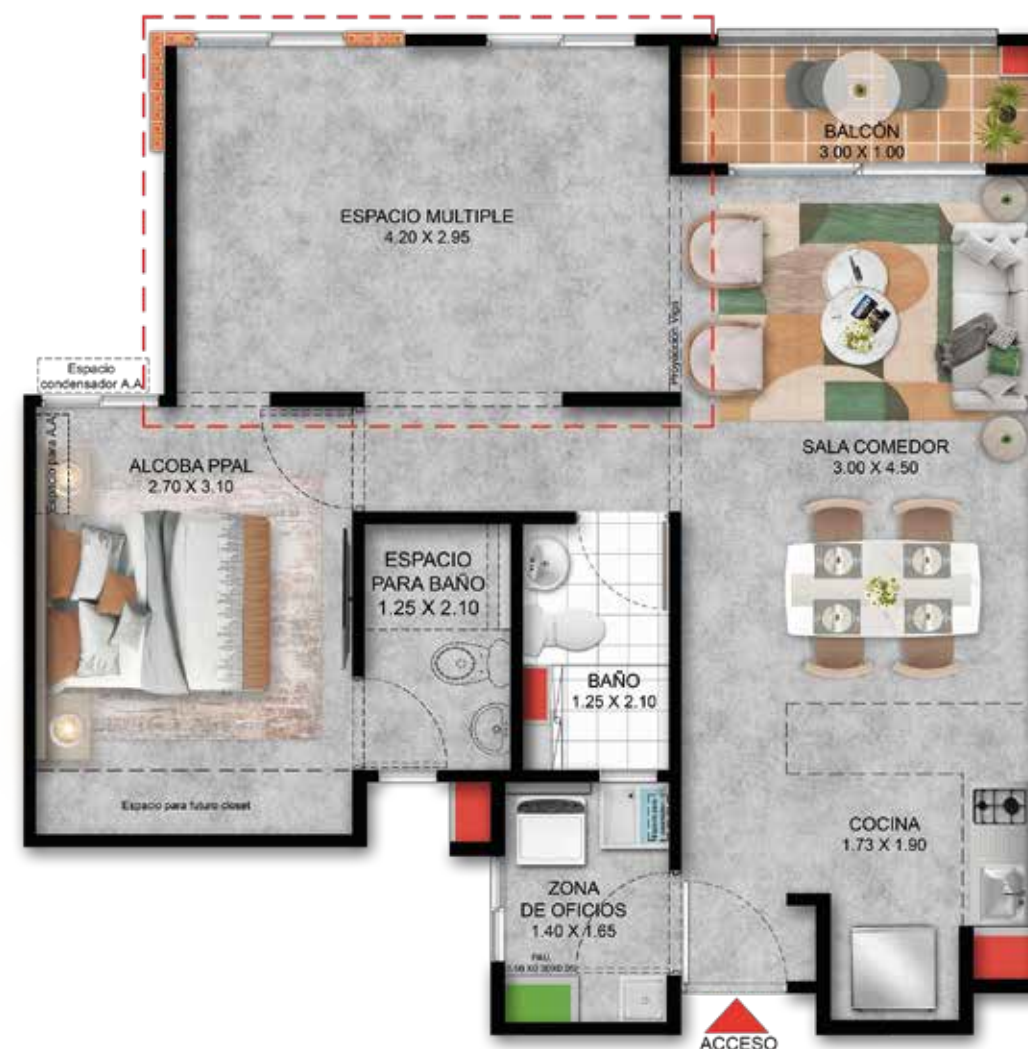 BALCÓN
3.00 X 1.00
ESPACIO MULTIPLE
4.20 X 2.95
Proyección Viga
Espacio
condensador A.A
Espacio para A.A
ALCOBA PPAL
2.70 X 3.10
SALA COMEDOR
3.00 X 4.50
ESPACIO
PARA BAÑO
1.25 X 2.10
BAÑO
1.25 X 2.10
Espacio para futuro closet
COCINA
1.73 X 1.90
ZONA
DE OFICIOS
1.40 X 1.65
PAU.
ACCESO